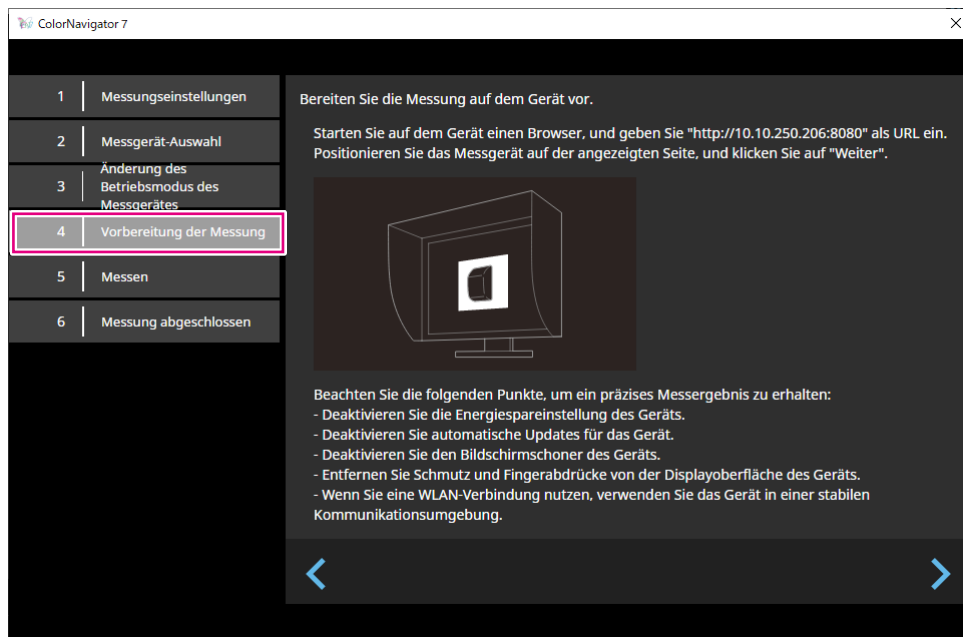 ColorNavigator 7
1 Messungseinstellungen
2 Messgerät-Auswahl
3 Änderung des
Betriebsmodus des
Messgerätes
4 Vorbereitung der Messung
5 Messen
6 Messung abgeschlossen
Bereiten Sie die Messung auf dem Gerät vor.
Starten Sie auf dem Gerät einen Browser, und geben Sie "http://10.10.250.206:8080" als URL ein.
Positionieren Sie das Messgerät auf der angezeigten Seite, und klicken Sie auf "Weiter".
Beachten Sie die folgenden Punkte, um ein präzises Messergebnis zu erhalten:
- Deaktivieren Sie die Energiespareinstellung des Geräts.
- Deaktivieren Sie automatische Updates für das Gerät.
- Deaktivieren Sie den Bildschirmschoner des Geräts.
- Entfernen Sie Schmutz und Fingerabdrücke von der Displayoberfläche des Geräts.
- Wenn Sie eine WLAN-Verbindung nutzen, verwenden Sie das Gerät in einer stabilen
Kommunikationsumgebung.